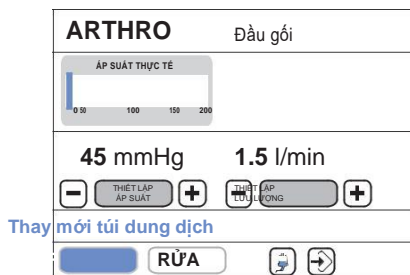 ARTHRO Đầu gối
ÁP SUẤT THỰC TẾ
0 50 100 150 200
45 mmHg 1.5 l/min
THIẾT LẬP ÁP SUẤT THIẾT LẬP LƯU LƯỢNG
Thay mới túi dung dịch
RỬA